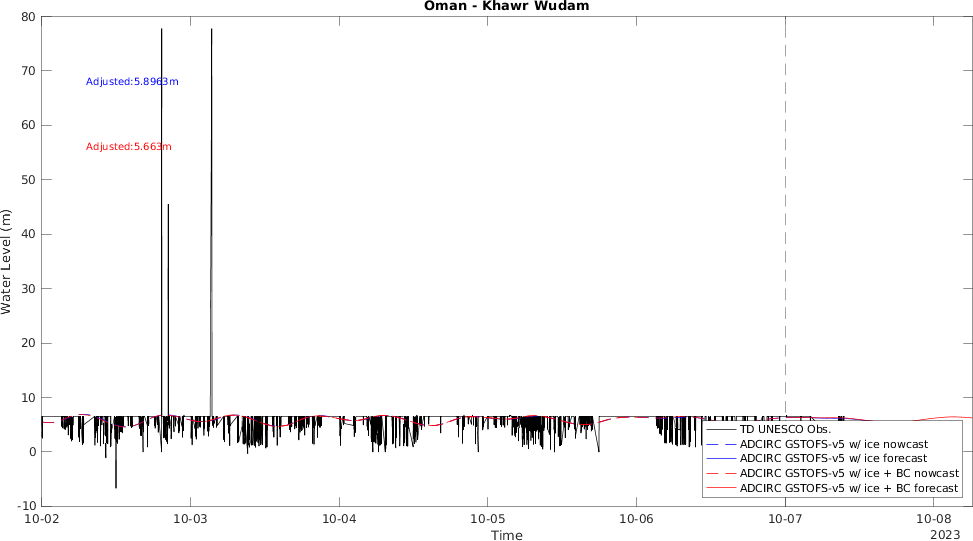 Oman - Khawr Wudam
80
70
60
50
40
30
20
10
0
-10
Water Level (m)
Adjusted:5.8963m
Adjusted:5.663m
TD UNESCO Obs.
ADCIRC GSTOFS-v5 w/ ice nowcast
ADCIRC GSTOFS-v5 w/ ice forecast
ADCIRC GSTOFS-v5 w/ ice + BC nowcast
ADCIRC GSTOFS-v5 w/ ice + BC forecast
10-02 10-03 10-04 10-05 10-06 10-07 10-08
Time
2023